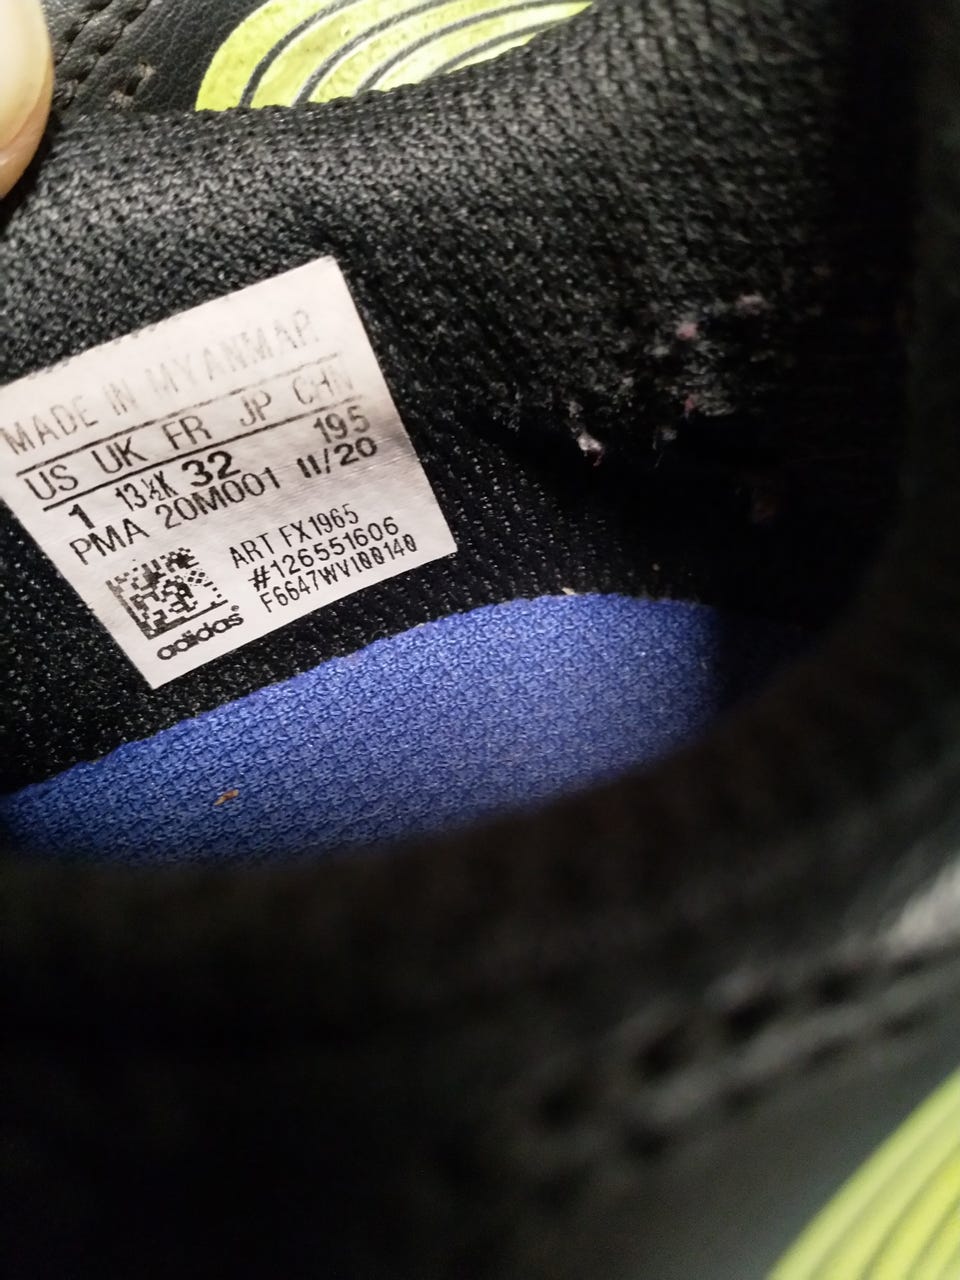 MADE IN MYANMAR
US UK FR JP CHN
1 13½K 32 195
PMA 20M001 11/20
ART FX1965
#126551606
F6647WV100140
adidas